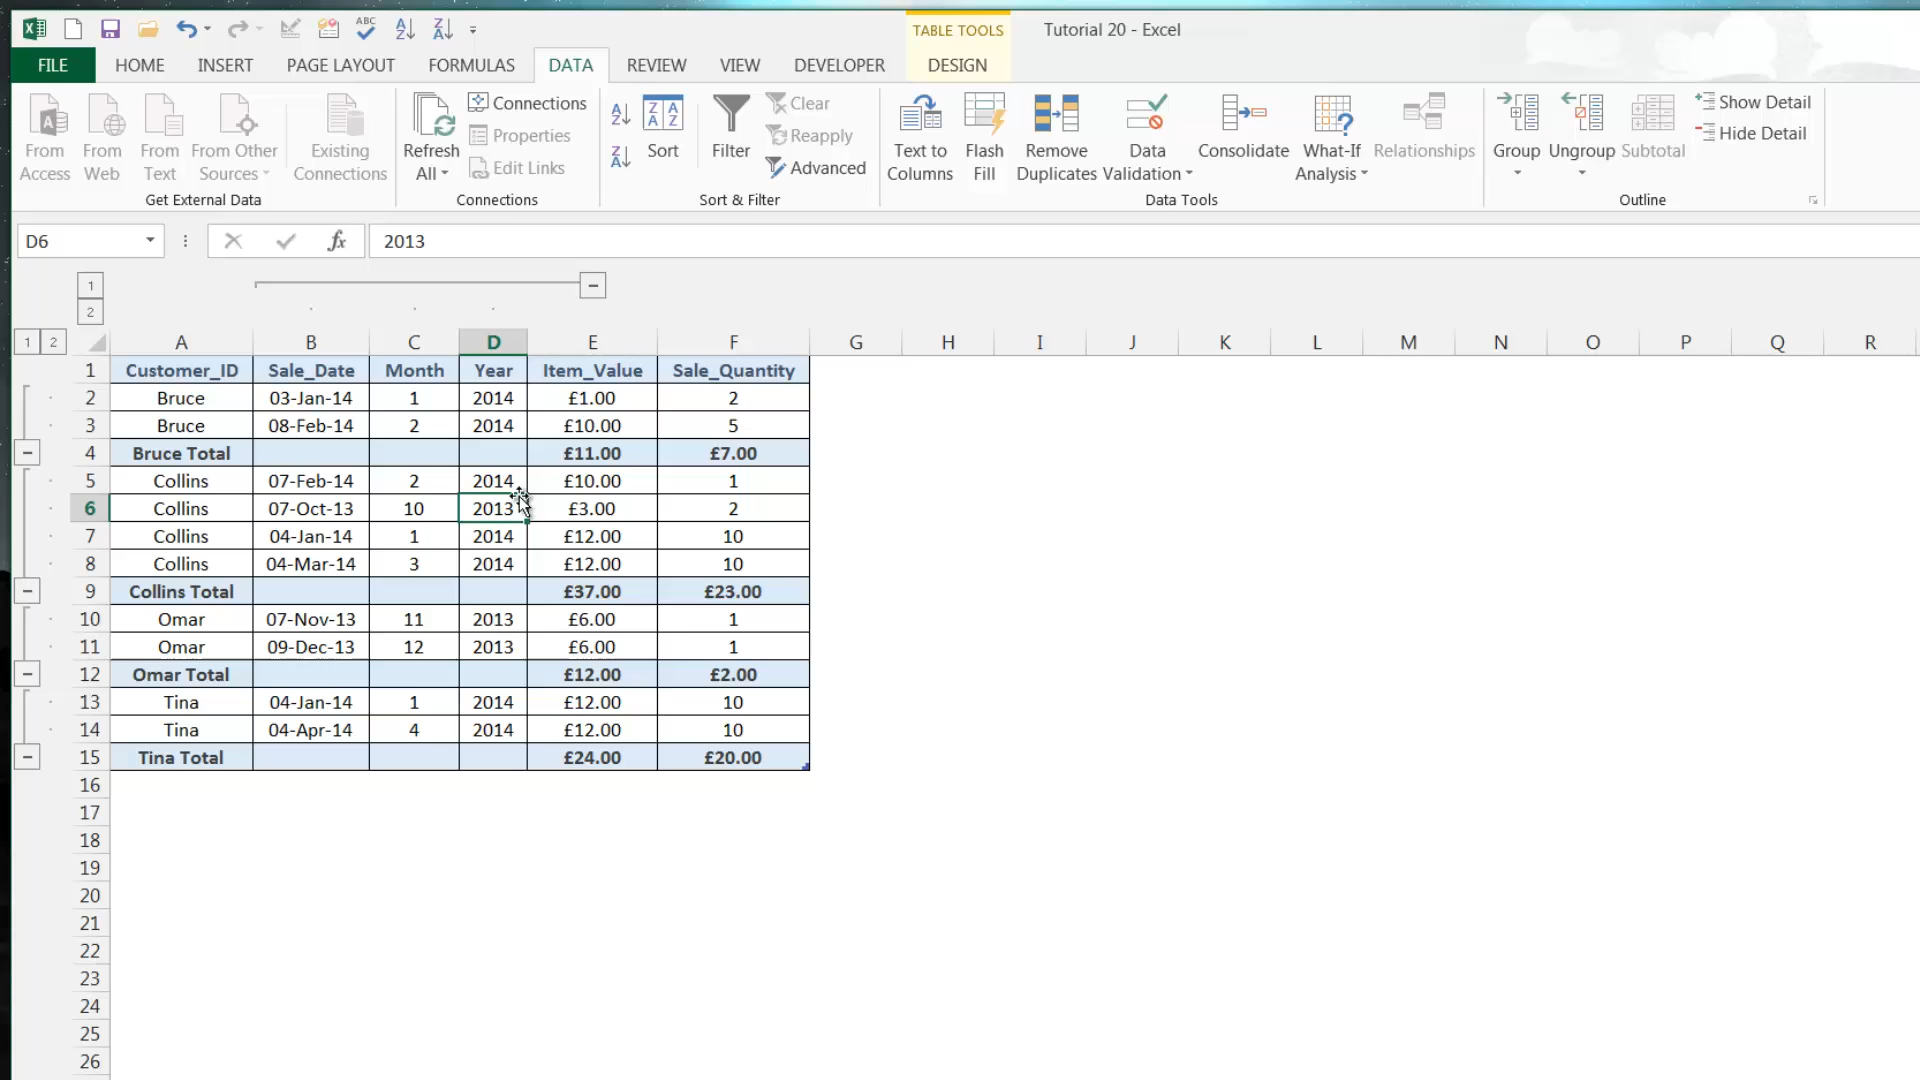 ABC
TABLE TOOLS
Tutorial 20 - Excel
FILE HOME INSERT PAGE LAYOUT FORMULAS DATA REVIEW VIEW DEVELOPER DESIGN
From Access
From Web
From Text
From Other Sources
Existing Connections
Get External Data
Refresh All
Connections
Properties
Edit Links
Connections
Sort
Filter
Clear
Reapply
Advanced
Sort & Filter
Text to Columns
Flash Fill
Remove Duplicates
Data Validation
Consolidate
What-If Analysis
Relationships
Data Tools
Group
Ungroup
Subtotal
Show Detail
Hide Detail
Outline
D6 fx 2013
1
2
1 2 A B C D E F G H I J K L M N O P Q R
1 Customer_ID Sale_Date Month Year Item_Value Sale_Quantity
2 Bruce 03-Jan-14 1 2014 £1.00 2
3 Bruce 08-Feb-14 2 2014 £10.00 5
4 Bruce Total £11.00 £7.00
5 Collins 07-Feb-14 2 2014 £10.00 1
6 Collins 07-Oct-13 10 2013 £3.00 2
7 Collins 04-Jan-14 1 2014 £12.00 10
8 Collins 04-Mar-14 3 2014 £12.00 10
9 Collins Total £37.00 £23.00
10 Omar 07-Nov-13 11 2013 £6.00 1
11 Omar 09-Dec-13 12 2013 £6.00 1
12 Omar Total £12.00 £2.00
13 Tina 04-Jan-14 1 2014 £12.00 10
14 Tina 04-Apr-14 4 2014 £12.00 10
15 Tina Total £24.00 £20.00
16
17
18
19
20
21
22
23
24
25
26